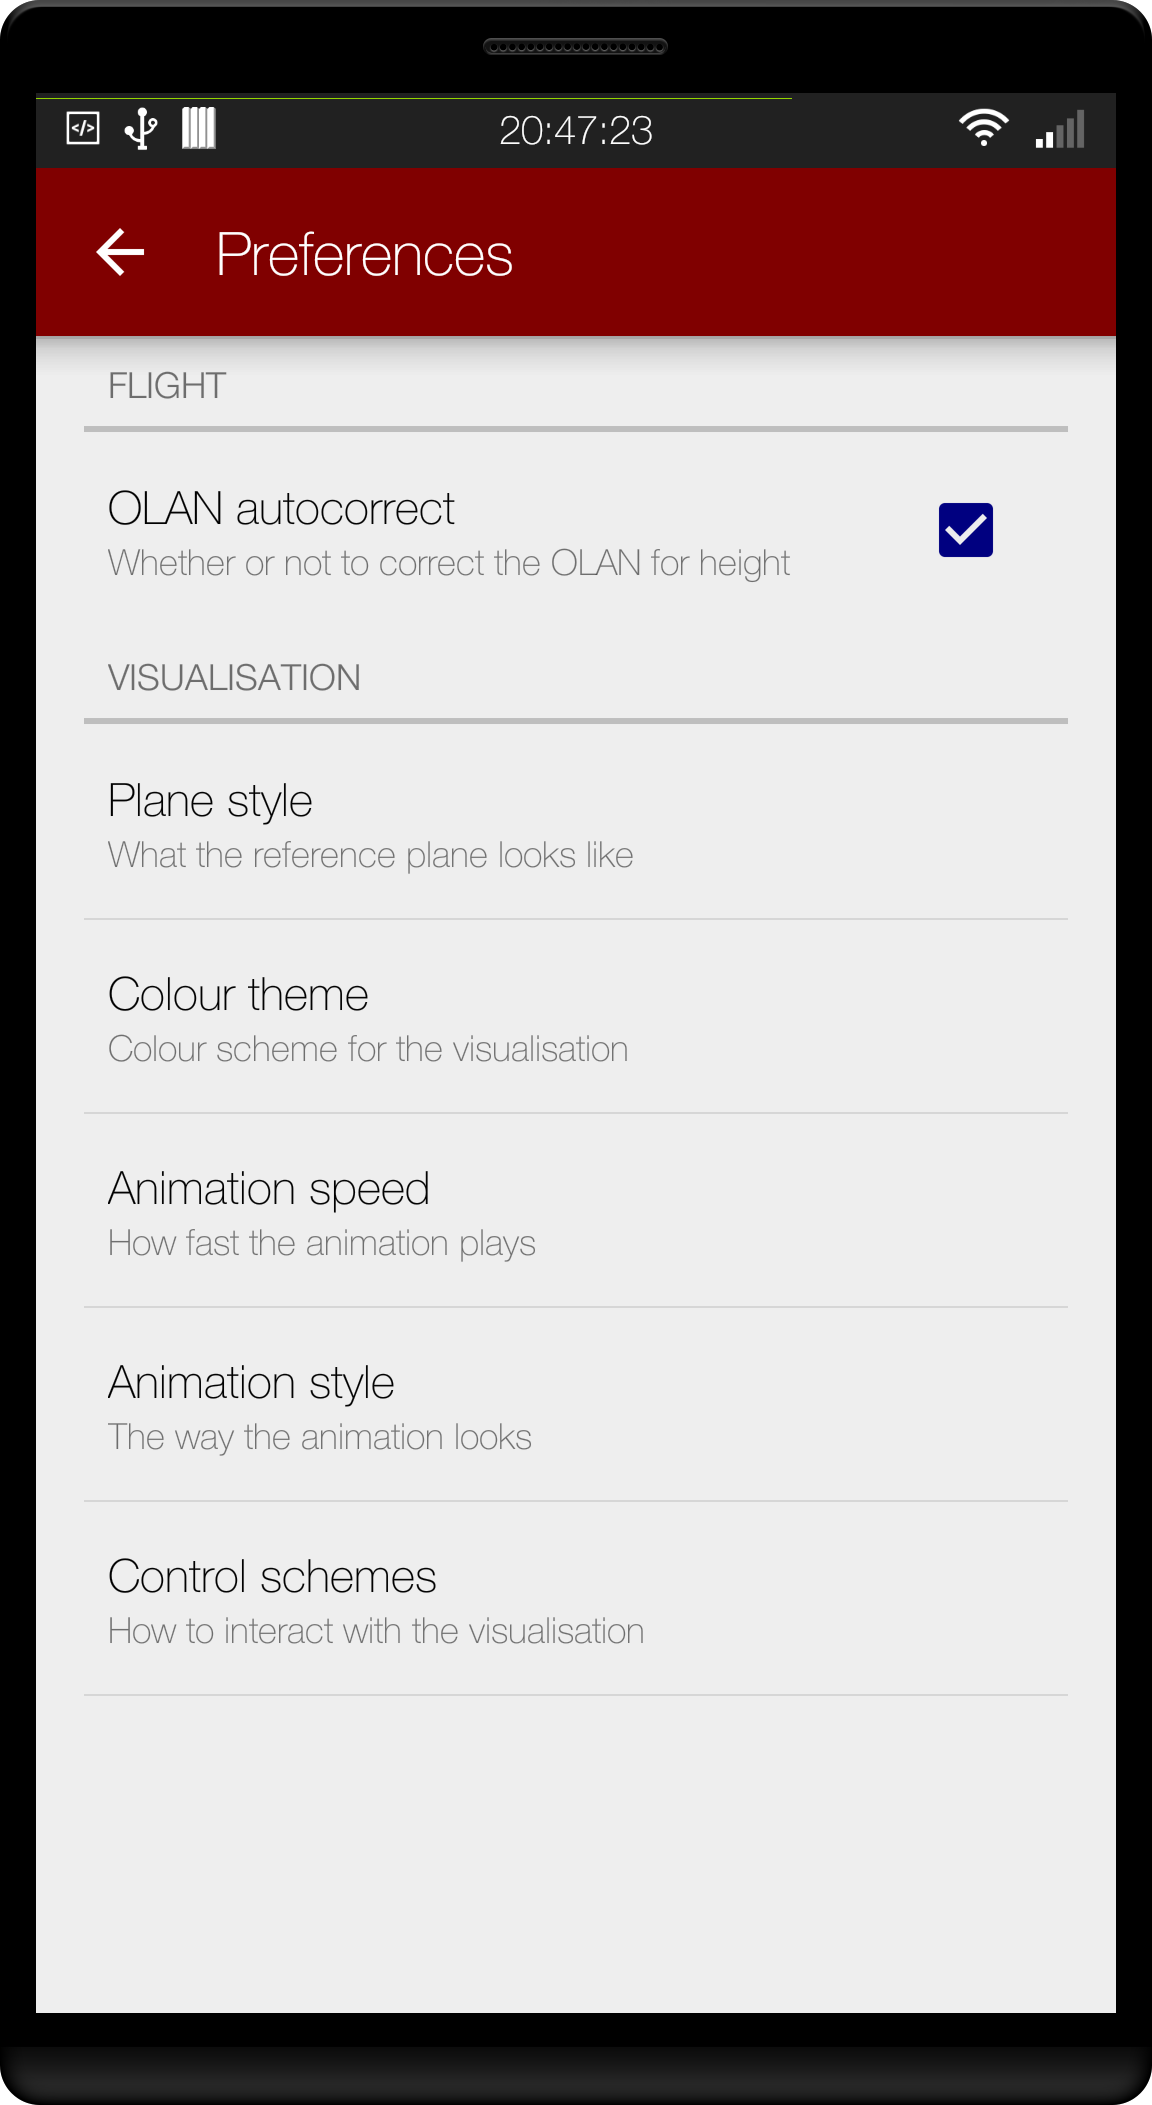 20:47:23
Preferences
FLIGHT
OLAN autocorrect
Whether or not to correct the OLAN for height
VISUALISATION
Plane style
What the reference plane looks like
Colour theme
Colour scheme for the visualisation
Animation speed
How fast the animation plays
Animation style
The way the animation looks
Control schemes
How to interact with the visualisation